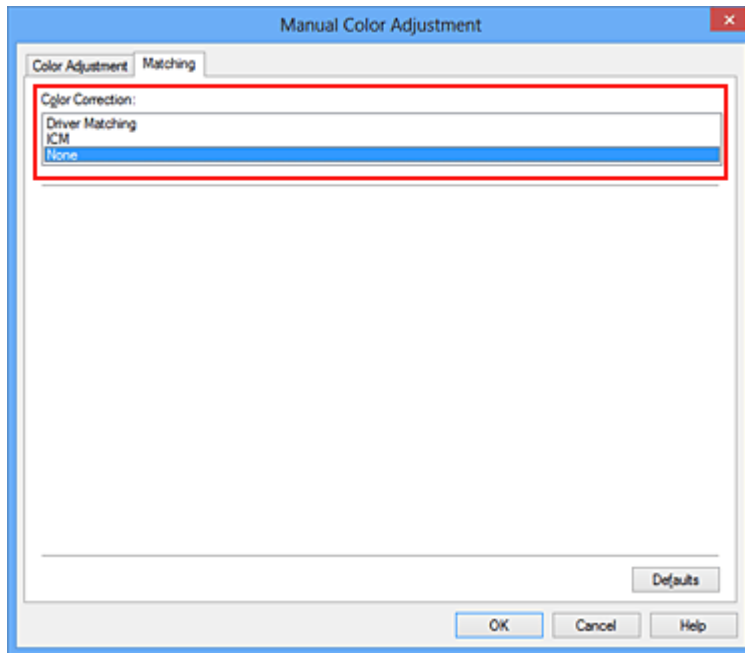 Manual Color Adjustment
Color Adjustment Matching
Color Correction:
Driver Matching
ICM
None
Defaults
OK Cancel Help